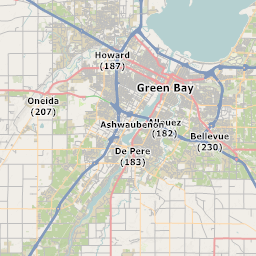 Howard
(187)
Green Bay
Oneida
(207)
Ashwaubenon
Allouez
(182)
Bellevue
(230)
De Pere
(183)